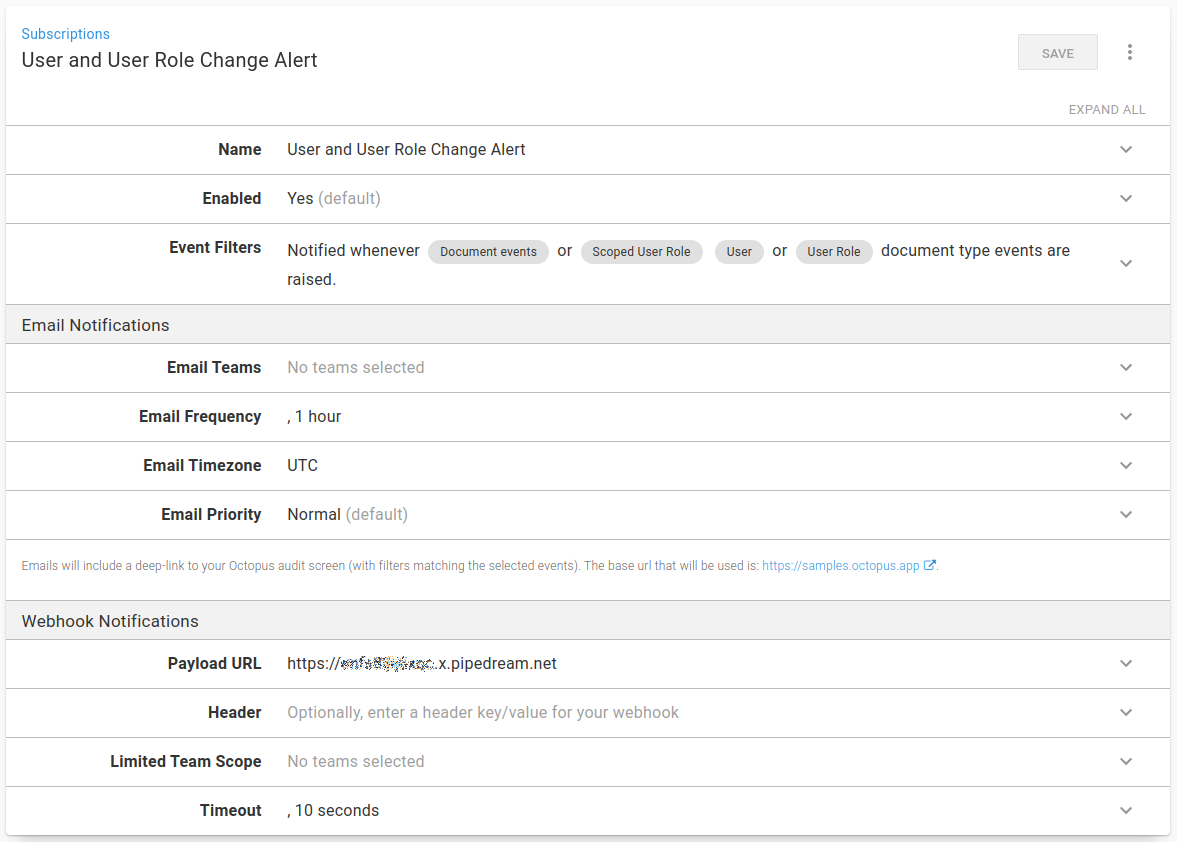 Subscriptions
User and User Role Change Alert
SAVE
EXPAND ALL
Name User and User Role Change Alert
Enabled Yes (default)
Event Filters Notified whenever Document events or Scoped User Role User or User Role document type events are
raised.
Email Notifications
Email Teams No teams selected
Email Frequency , 1 hour
Email Timezone UTC
Email Priority Normal (default)
Emails will include a deep-link to your Octopus audit screen (with filters matching the selected events). The base url that will be used is: https://samples.octopus.app.
Webhook Notifications
Payload URL https:// .x.pipedream.net
Header Optionally, enter a header key/value for your webhook
Limited Team Scope No teams selected
Timeout , 10 seconds